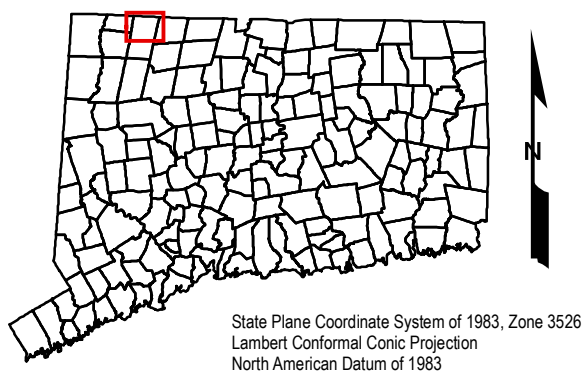 N
State Plane Coordinate System of 1983, Zone 3526
Lambert Conformal Conic Projection
North American Datum of 1983